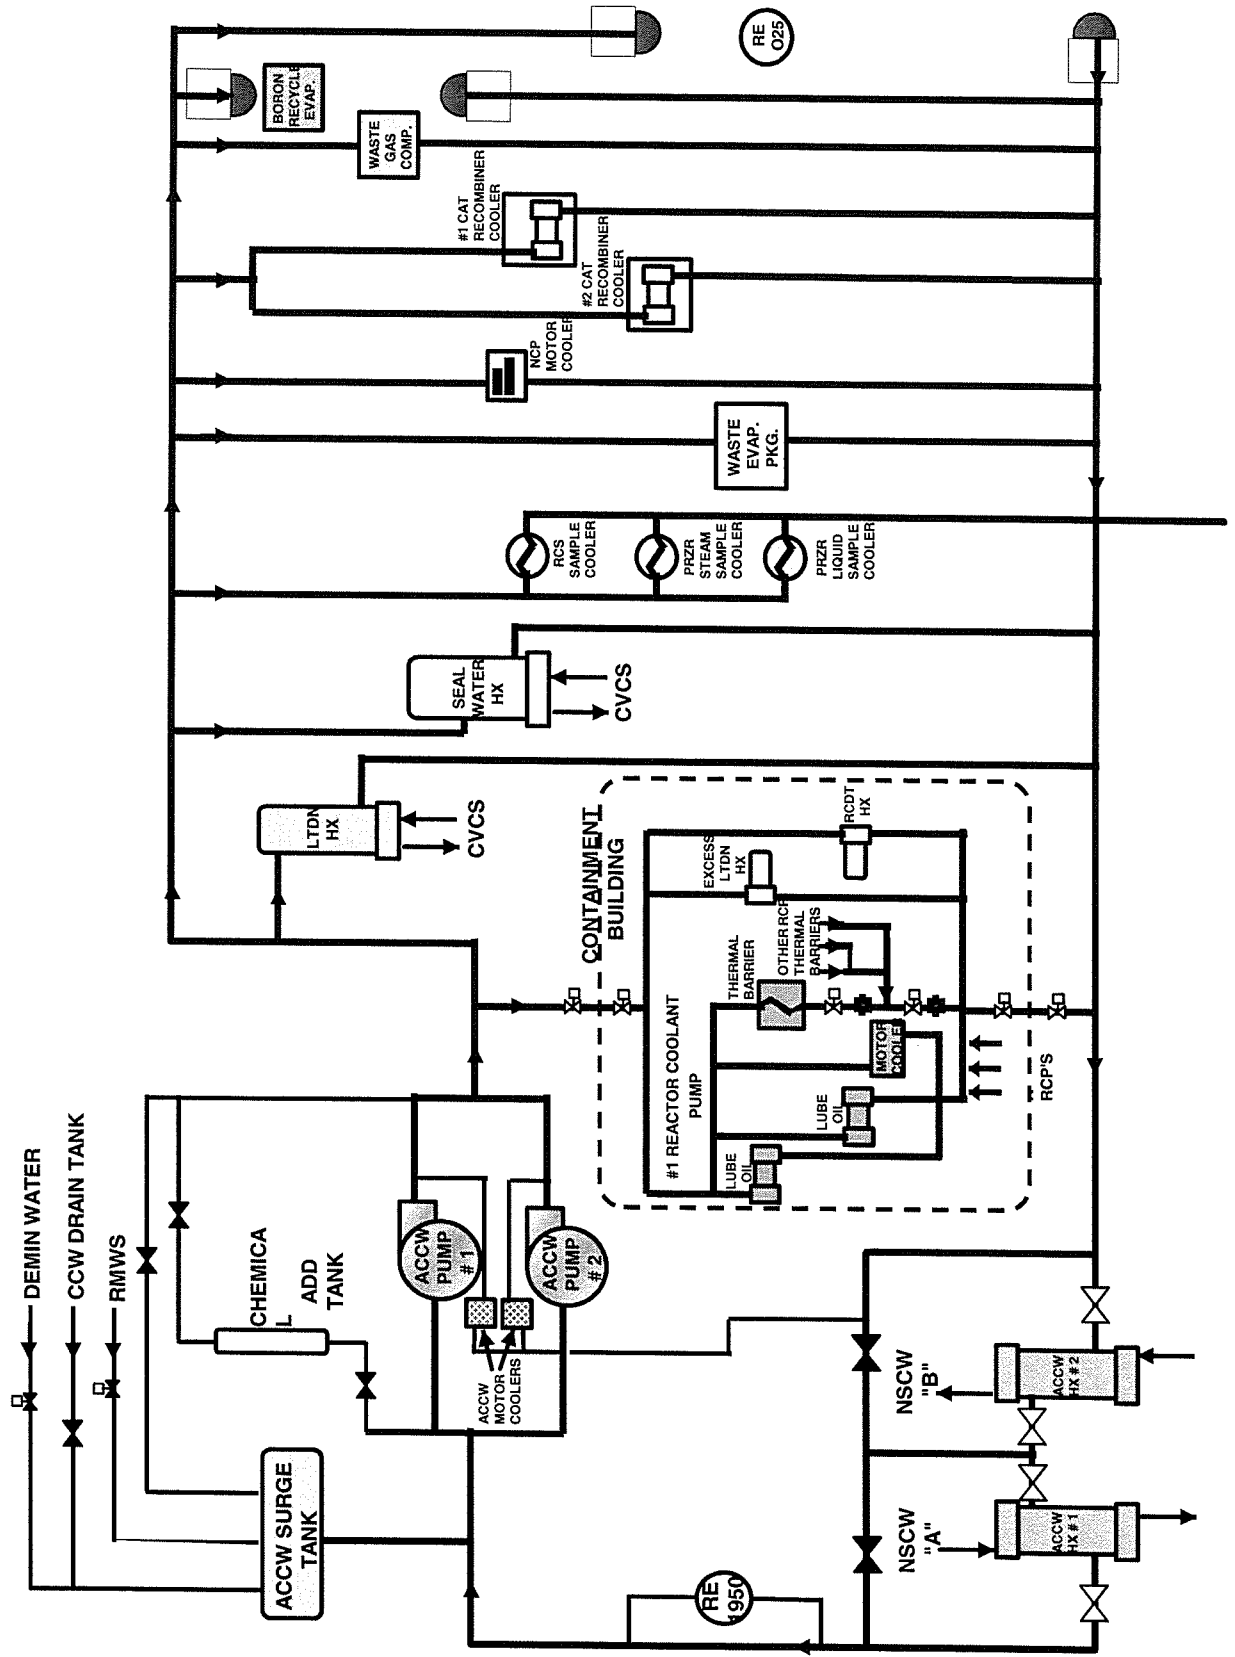 DEMIN WATER
CCW DRAIN TANK
RMWS
ACCW SURGE
TANK
CHEMICA
L
ADD
TANK
ACCW
PUMP
# 1
ACCW
PUMP
# 2
ACCW
MOTOR
COOLERS
RE
1950
NSCW
"A"
NSCW
"B"
ACCW
HX # 1
ACCW
HX # 2
LTDN
HX
CVCS
SEAL
WATER
HX
CVCS
CONTAINMENT
BUILDING
#1 REACTOR COOLANT
PUMP
LUBE
OIL
LUBE
OIL
MOTOR
COOLER
THERMAL
BARRIER
OTHER RCP
THERMAL
BARRIERS
EXCESS
LTDN
HX
RCDT
HX
RCP'S
RCS
SAMPLE
COOLER
PRZR
STEAM
SAMPLE
COOLER
PRZR
LIQUID
SAMPLE
COOLER
WASTE
EVAP.
PKG.
NCP
MOTOR
COOLER
#1 CAT
RECOMBINER
COOLER
#2 CAT
RECOMBINER
COOLER
WASTE
GAS
COMP.
BORON
RECYCLE
EVAP.
RE
025